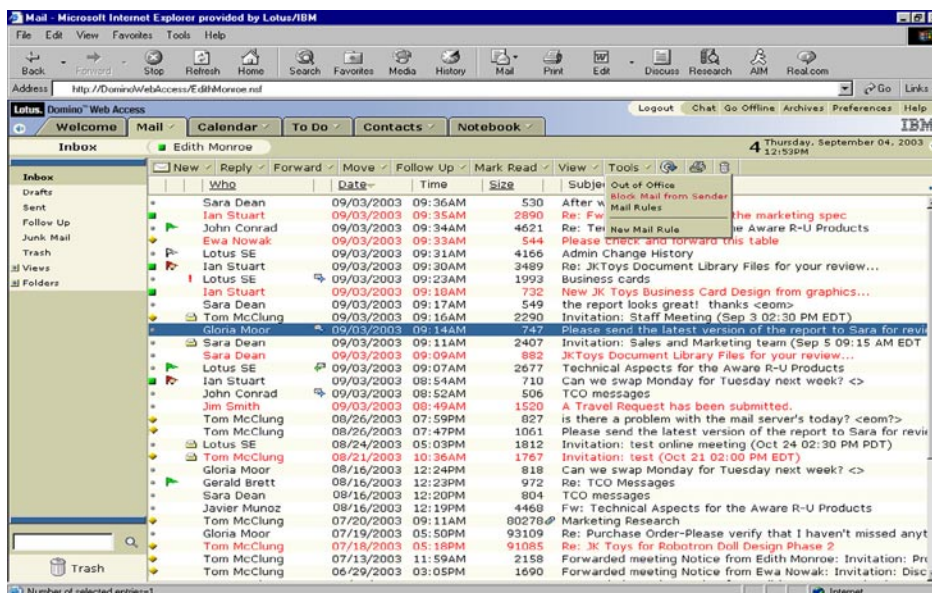 Mail - Microsoft Internet Explorer provided by Lotus/IBM
File Edit View Favorites Tools Help
Back Forward Stop Refresh Home Search Favorites Media History Mail Print Edit Discuss Research AIM Real.com
Address http://DominoWebAccess/EdithMonroe.nsf Go Links
Lotus. Domino™ Web Access Logout Chat Go Offline Archives Preferences Help
Welcome Mail Calendar To Do Contacts Notebook IBM
Inbox Edith Monroe 4 Thursday, September 04, 2003
12:53PM
New Reply Forward Move Follow Up Mark Read View Tools
Inbox
Drafts
Sent
Follow Up
Junk Mail
Trash
Views
Folders
Out of Office
Block Mail from Sender
Mail Rules
New Mail Rule
Who Date Time Size Subje
Sara Dean 09/03/2003 09:36AM 530 After w
Ian Stuart 09/03/2003 09:35AM 2890 Re: Fw the marketing spec
John Conrad 09/03/2003 09:34AM 4621 Re: Te e Aware R-U Products
Ewa Nowak 09/03/2003 09:33AM 544 Please check and forward this table
Lotus SE 09/03/2003 09:31AM 4166 Admin Change History
Ian Stuart 09/03/2003 09:30AM 3489 Re: JKToys Document Library Files for your review...
! Lotus SE 09/03/2003 09:23AM 1993 Business cards
Ian Stuart 09/03/2003 09:18AM 732 New JK Toys Business Card Design from graphics...
Sara Dean 09/03/2003 09:17AM 549 the report looks great! thanks <eom>
Tom McClung 09/03/2003 09:16AM 2290 Invitation: Staff Meeting (Sep 3 02:30 PM EDT)
Gloria Moor 09/03/2003 09:14AM 747 Please send the latest version of the report to Sara for revi
Sara Dean 09/03/2003 09:11AM 2407 Invitation: Sales and Marketing team (Sep 5 09:15 AM EDT
Sara Dean 09/03/2003 09:09AM 882 JKToys Document Library Files for your review...
Lotus SE 09/03/2003 09:07AM 2677 Technical Aspects for the Aware R-U Products
Ian Stuart 09/03/2003 08:54AM 710 Can we swap Monday for Tuesday next week? <>
John Conrad 09/03/2003 08:52AM 506 TCO messages
Jim Smith 09/03/2003 08:49AM 1520 A Travel Request has been submitted.
Tom McClung 08/26/2003 07:59PM 827 is there a problem with the mail server's today? <eom?>
Tom McClung 08/26/2003 07:47PM 1061 Please send the latest version of the report to Sara for revi
Lotus SE 08/24/2003 05:03PM 1812 Invitation: test online meeting (Oct 24 02:30 PM PDT)
Tom McClung 08/21/2003 10:36AM 1767 Invitation: test (Oct 21 02:00 PM EDT)
Gloria Moor 08/16/2003 12:24PM 818 Can we swap Monday for Tuesday next week? <>
Gerald Brett 08/16/2003 12:23PM 972 Re: TCO Messages
Sara Dean 08/16/2003 12:20PM 804 TCO messages
Javier Munoz 08/16/2003 12:19PM 4468 Fw: Technical Aspects for the Aware R-U Products
Tom McClung 07/20/2003 09:11AM 80278 Marketing Research
Gloria Moor 07/19/2003 05:50PM 93109 Re: Purchase Order-Please verify that I haven't missed anyt
Tom McClung 07/18/2003 05:18PM 91085 Re: JK Toys for Robotron Doll Design Phase 2
Tom McClung 07/13/2003 11:59AM 2158 Forwarded meeting Notice from Edith Monroe: Invitation: Pr
Tom McClung 06/29/2003 03:05PM 1690 Forwarded meeting Notice from Ewa Nowak: Invitation: Disc
Trash
Number of selected entries=1 Internet